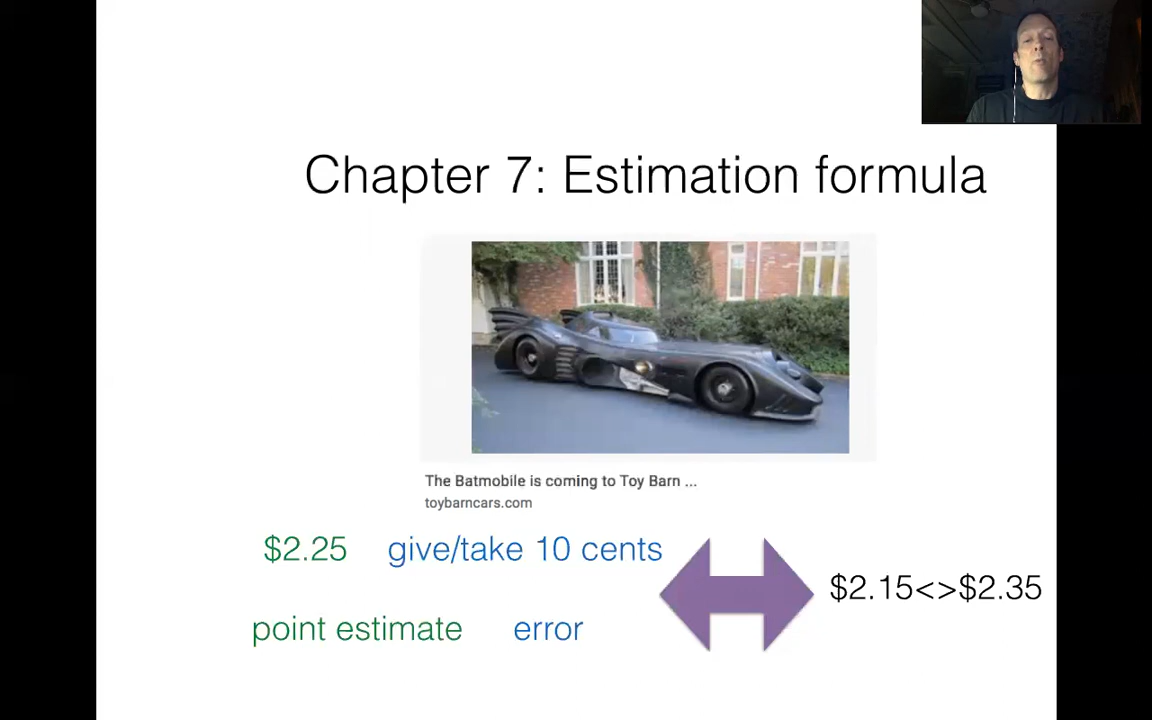 Chapter 7: Estimation formula
The Batmobile is coming to Toy Barn ...
toybarncars.com
$2.25 give/take 10 cents
$2.15<>$2.35
point estimate error